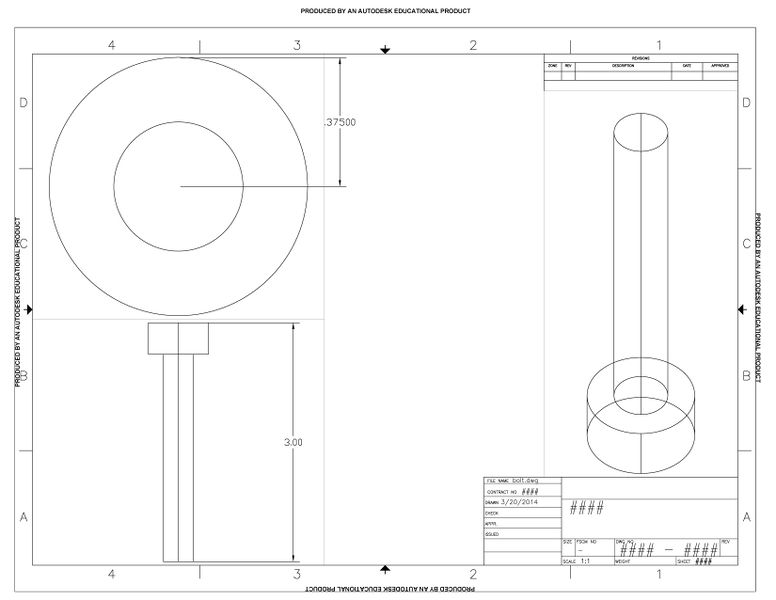 PRODUCED BY AN AUTODESK EDUCATIONAL PRODUCT
4 3 2 1
REVISIONS
ZONE REV DESCRIPTION DATE APPROVED
D D
.37500
C C
PRODUCED BY AN AUTODESK EDUCATIONAL PRODUCT
PRODUCED BY AN AUTODESK EDUCATIONAL PRODUCT
B B
3.00
FILE NAME bolt.dwg
CONTRACT NO ####
DRAWN 3/20/2014
####
CHECK
APPR.
ISSUED
A A
SIZE FSCM NO DWG NO REV
- #### - ####
SCALE 1:1 WEIGHT SHEET ####
4 3 2 1
PRODUCED BY AN AUTODESK EDUCATIONAL PRODUCT